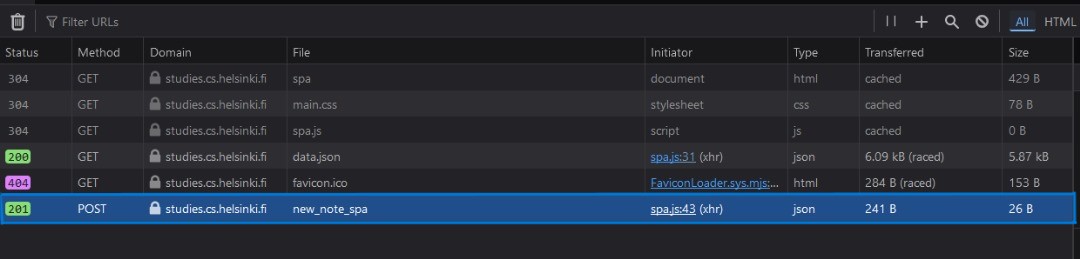 Filter URLs All HTML
Status Method Domain File Initiator Type Transferred Size
304 GET studies.cs.helsinki.fi spa document html cached 429 B
304 GET studies.cs.helsinki.fi main.css stylesheet css cached 78 B
304 GET studies.cs.helsinki.fi spa.js script js cached 0 B
200 GET studies.cs.helsinki.fi data.json spa.js:31 (xhr) json 6.09 kB (raced) 5.87 kB
404 GET studies.cs.helsinki.fi favicon.ico FaviconLoader.sys.mjs:... html 284 B (raced) 153 B
201 POST studies.cs.helsinki.fi new_note_spa spa.js:43 (xhr) json 241 B 26 B